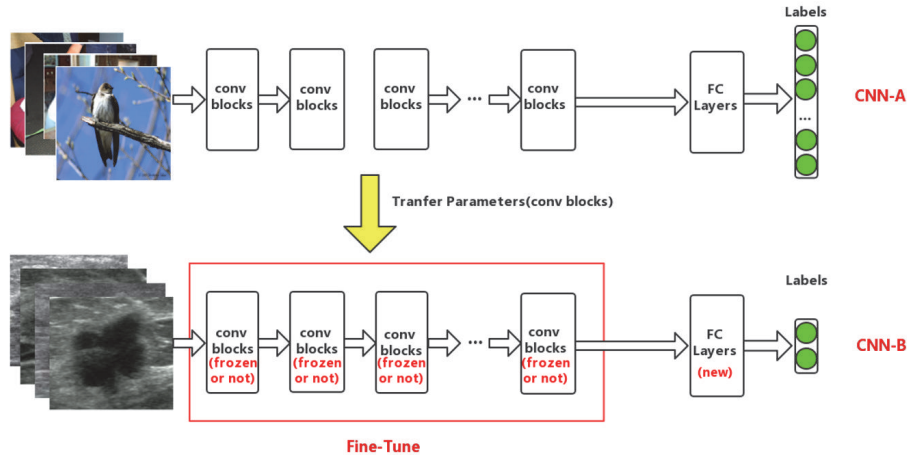 Labels
conv
blocks
conv
blocks
conv
blocks
...
conv
blocks
FC
Layers
...
CNN-A
Tranfer Parameters(conv blocks)
Labels
conv
blocks
(frozen
or not)
conv
blocks
(frozen
or not)
conv
blocks
(frozen
or not)
...
conv
blocks
(frozen
or not)
FC
Layers
(new)
CNN-B
Fine-Tune